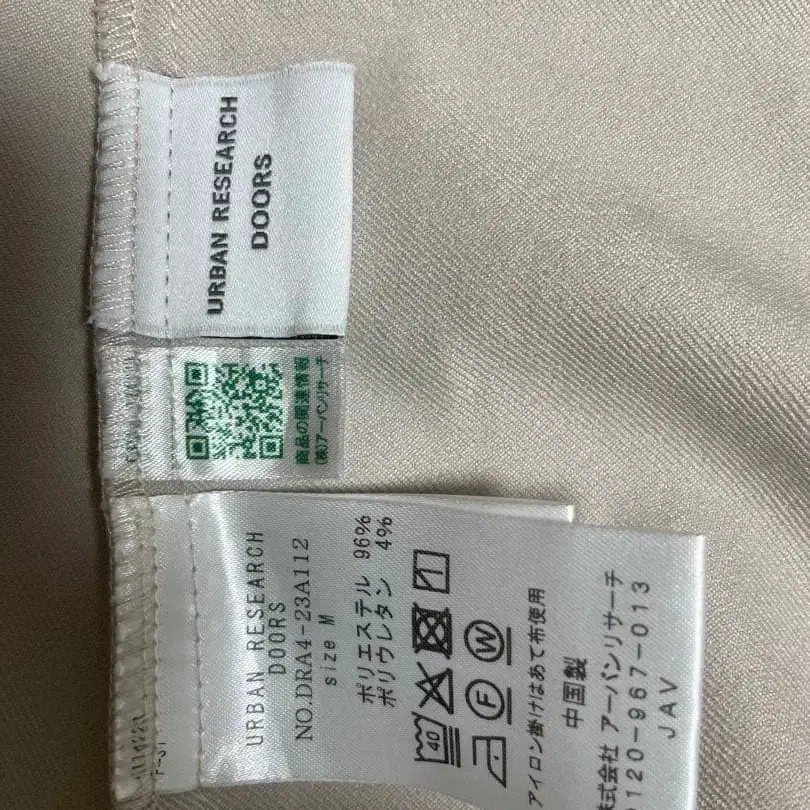 URBAN RESEARCH
DOORS
商品の関連情報
(株)アーバンリサーチ
URBAN RESEARCH
DOORS
NO.DRA4-23A112
size M
ポリエステル 96%
ポリウレタン 4%
40
F W
アイロン掛けはあて布使用
中国製
株式会社 アーバンリサーチ
0120-967-013
JAV